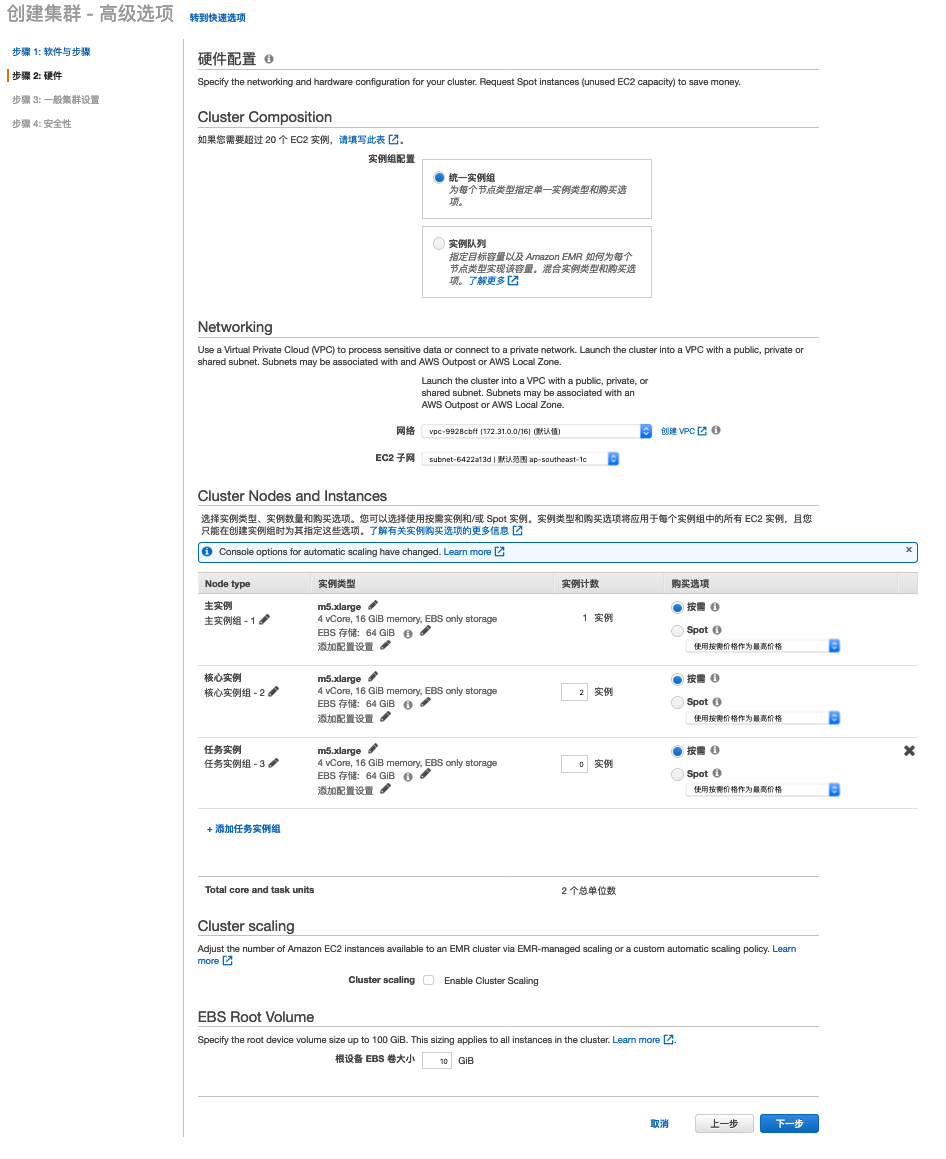 创建集群 - 高级选项 转到快速选项
步骤 1: 软件与步骤
步骤 2: 硬件
步骤 3: 一般集群设置
步骤 4: 安全性
硬件配置
Specify the networking and hardware configuration for your cluster. Request Spot instances (unused EC2 capacity) to save money.
Cluster Composition
如果您需要超过 20 个 EC2 实例，请填写此表 。
实例组配置
统一实例组
为每个节点类型指定单一实例类型和购买选
项。
实例队列
指定目标容量以及 Amazon EMR 如何为每个
节点类型实现该容量。混合实例类型和购买选
项。了解更多
Networking
Use a Virtual Private Cloud (VPC) to process sensitive data or connect to a private network. Launch the cluster into a VPC with a public, private or
shared subnet. Subnets may be associated with and AWS Outpost or AWS Local Zone.
Launch the cluster into a VPC with a public, private, or
shared subnet. Subnets may be associated with an
AWS Outpost or AWS Local Zone.
网络 vpc-9928cbff (172.31.0.0/16) (默认值) 创建 VPC
EC2 子网 subnet-6422a13d | 默认范围 ap-southeast-1c
Cluster Nodes and Instances
选择实例类型、实例数量和购买选项。您可以选择使用按需实例和/或 Spot 实例。实例类型和购买选项将应用于每个实例组中的所有 EC2 实例，且您
只能在创建实例组时为其指定这些选项。了解有关实例购买选项的更多信息
Console options for automatic scaling have changed. Learn more
Node type 实例类型 实例计数 购买选项
主实例
主实例组 - 1
m5.xlarge
4 vCore, 16 GiB memory, EBS only storage
EBS 存储: 64 GiB
添加配置设置
1 实例
按需
Spot
使用按需价格作为最高价格
核心实例
核心实例组 - 2
m5.xlarge
4 vCore, 16 GiB memory, EBS only storage
EBS 存储: 64 GiB
添加配置设置
2 实例
按需
Spot
使用按需价格作为最高价格
任务实例
任务实例组 - 3
m5.xlarge
4 vCore, 16 GiB memory, EBS only storage
EBS 存储: 64 GiB
添加配置设置
0 实例
按需
Spot
使用按需价格作为最高价格
+ 添加任务实例组
Total core and task units 2 个总单位数
Cluster scaling
Adjust the number of Amazon EC2 instances available to an EMR cluster via EMR-managed scaling or a custom automatic scaling policy. Learn
more
Cluster scaling Enable Cluster Scaling
EBS Root Volume
Specify the root device volume size up to 100 GiB. This sizing applies to all instances in the cluster. Learn more .
根设备 EBS 卷大小 10 GiB
取消 上一步 下一步